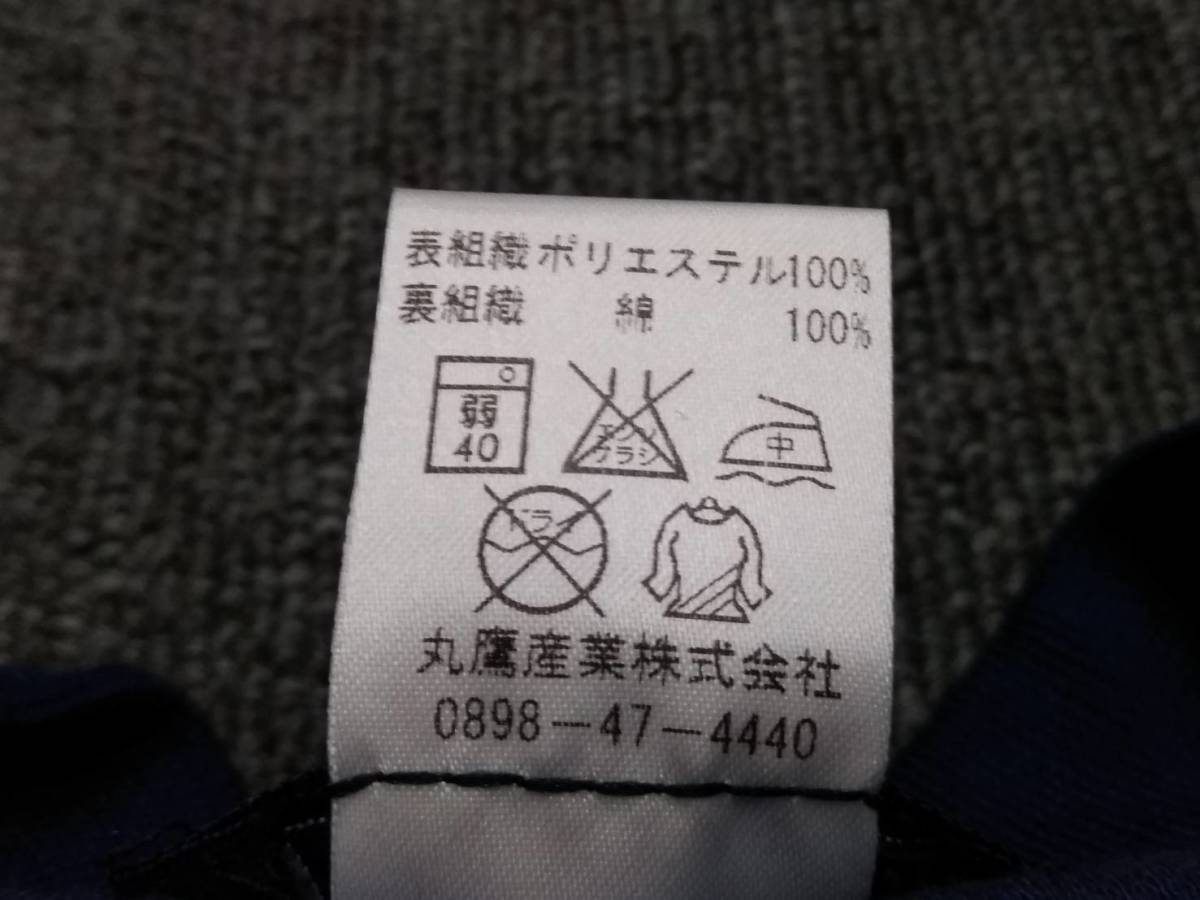 表組織ポリエステル100%
裏組織 綿 100%
弱
40
エンソ
サラシ
中
ドライ
丸鷹産業株式会社
0898-47-4440